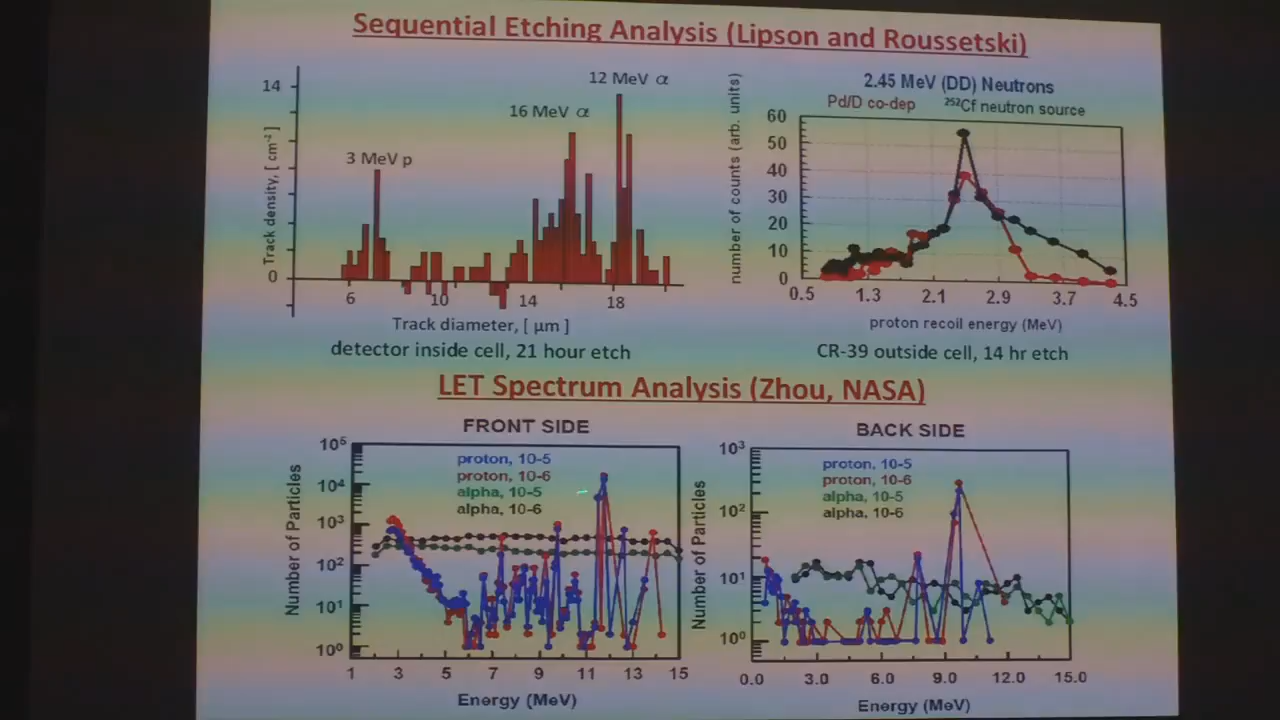 Sequential Etching Analysis (Lipson and Roussetski)
14
0
Track density, [ cm⁻²]
3 MeV p
16 MeV α
12 MeV α
6 10 14 18
Track diameter, [ μm ]
detector inside cell, 21 hour etch
2.45 MeV (DD) Neutrons
Pd/D co-dep ²⁵²Cf neutron source
number of counts (arb. units)
60
50
40
30
20
10
0
0.5 1.3 2.1 2.9 3.7 4.5
proton recoil energy (MeV)
CR-39 outside cell, 14 hr etch
LET Spectrum Analysis (Zhou, NASA)
FRONT SIDE
Number of Particles
10⁵
10⁴
10³
10²
10¹
10⁰
proton, 10-5
proton, 10-6
alpha, 10-5
alpha, 10-6
1 3 5 7 9 11 13 15
Energy (MeV)
BACK SIDE
Number of Particles
10³
10²
10¹
10⁰
proton, 10-5
proton, 10-6
alpha, 10-5
alpha, 10-6
0.0 3.0 6.0 9.0 12.0 15.0
Energy (MeV)